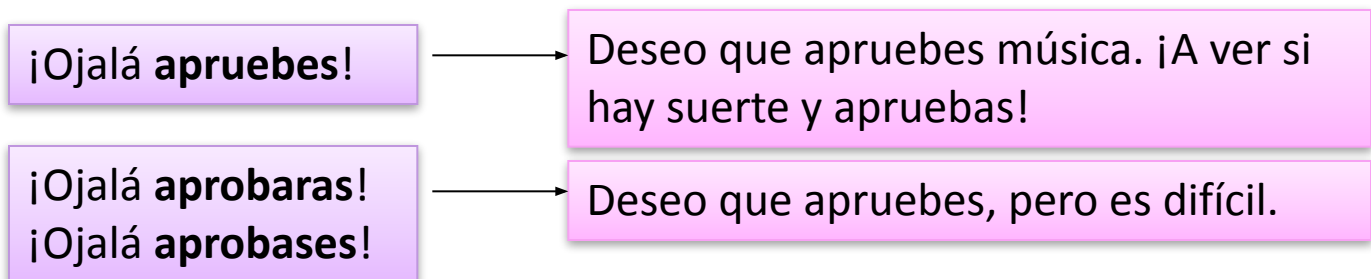 ¡Ojalá apruebes!
Deseo que apruebes música. ¡A ver si
hay suerte y apruebas!
¡Ojalá aprobaras!
¡Ojalá aprobases!
Deseo que apruebes, pero es difícil.